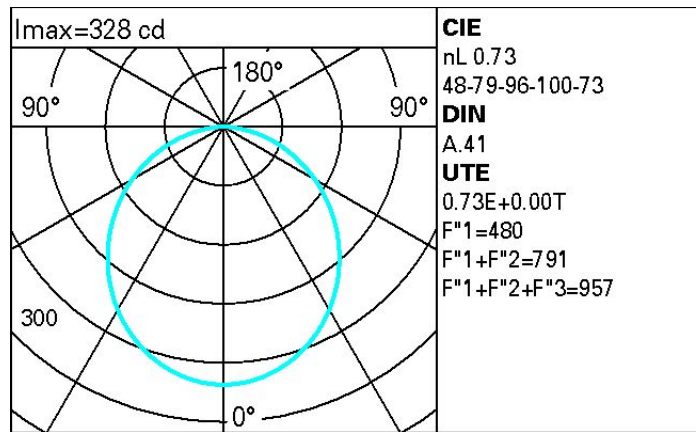 Imax=328 cd
180°
90°
90°
300
0°
CIE
nL 0.73
48-79-96-100-73
DIN
A.41
UTE
0.73E+0.00T
F"1=480
F"1+F"2=791
F"1+F"2+F"3=957